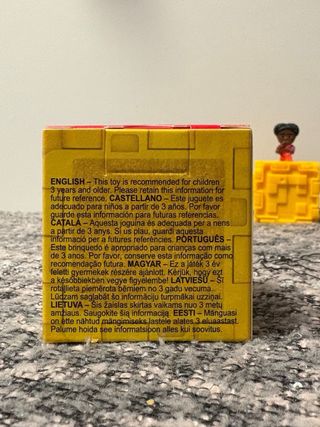 ENGLISH – This toy is recommended for children
3 years and older. Please retain this information for
future reference. CASTELLANO – Este juguete es
adecuado para niños a partir de 3 años. Por favor
guarde esta información para futuras referencias.
CATALÀ – Aquesta joguina és adequada per a nens
a partir de 3 anys. Si us plau, guardi aquesta
informació per a futures referències. PORTUGUÊS –
Este brinquedo é apropriado para crianças com mais
de 3 anos. Por favor, conserve esta informação como
recomendação futura. MAGYAR – Ez a játék 3 év
feletti gyermekek részére ajánlott. Kérjük, hogy ezt
a későbbiekben vegye figyelembe! LATVIEŠU – Šī
rotaļlieta piemērota bērniem no 3 gadu vecuma.
Lūdzam saglabāt šo informāciju turpmākai uzziņai.
LIETUVA – Šis žaislas skirtas vaikams nuo 3 metų
amžiaus. Saugokite šią informaciją. EESTI – Mänguasi
on ette nähtud mängimiseks lastele alates 3 eluaastast.
Palume hoida see informatsioon alles kui soovitus.